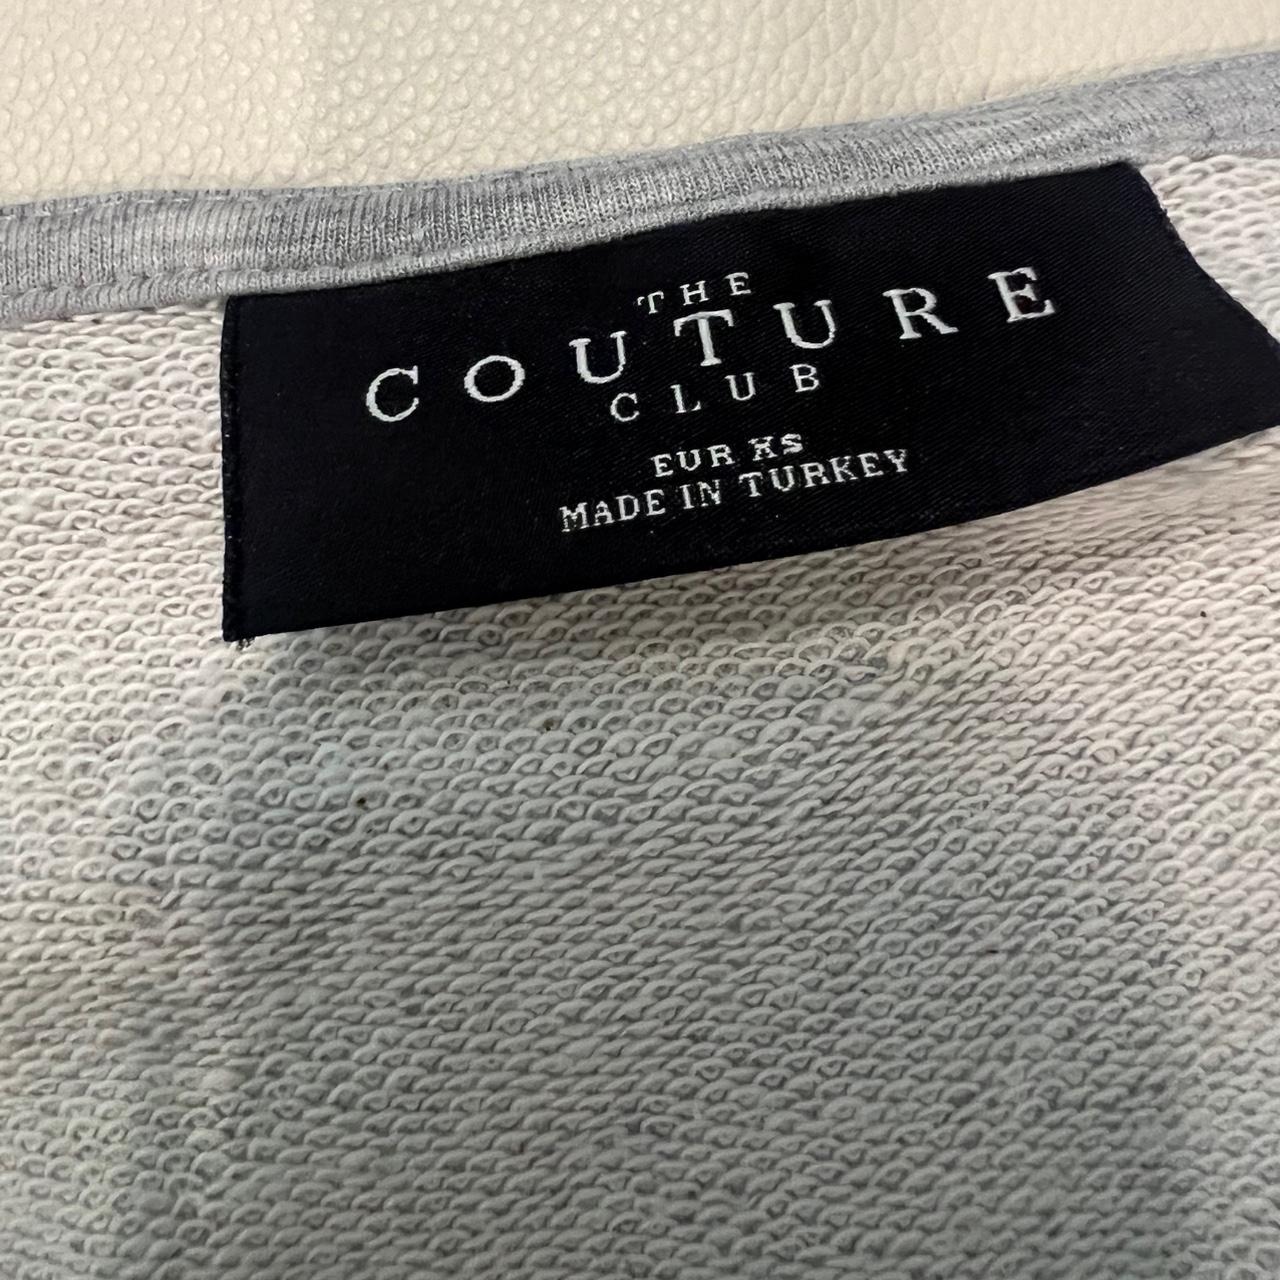 THE
COUTURE
CLUB
EUR XS
MADE IN TURKEY